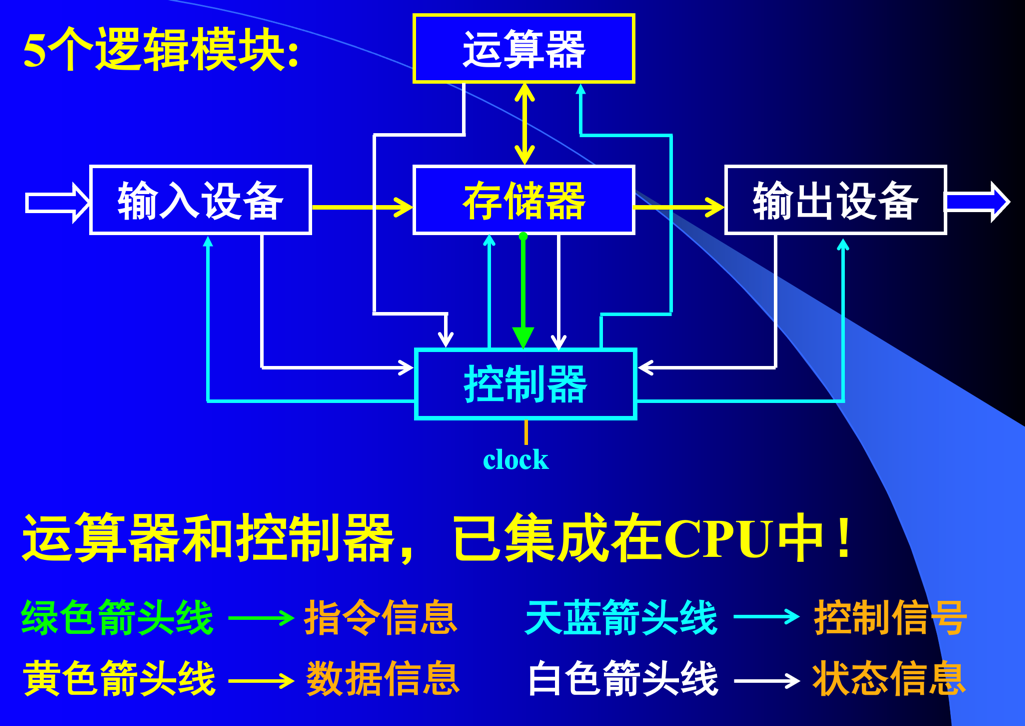 5个逻辑模块:
运算器
输入设备
存储器
输出设备
控制器
clock
运算器和控制器，已集成在CPU中！
绿色箭头线 指令信息
天蓝箭头线 控制信号
黄色箭头线 数据信息
白色箭头线 状态信息